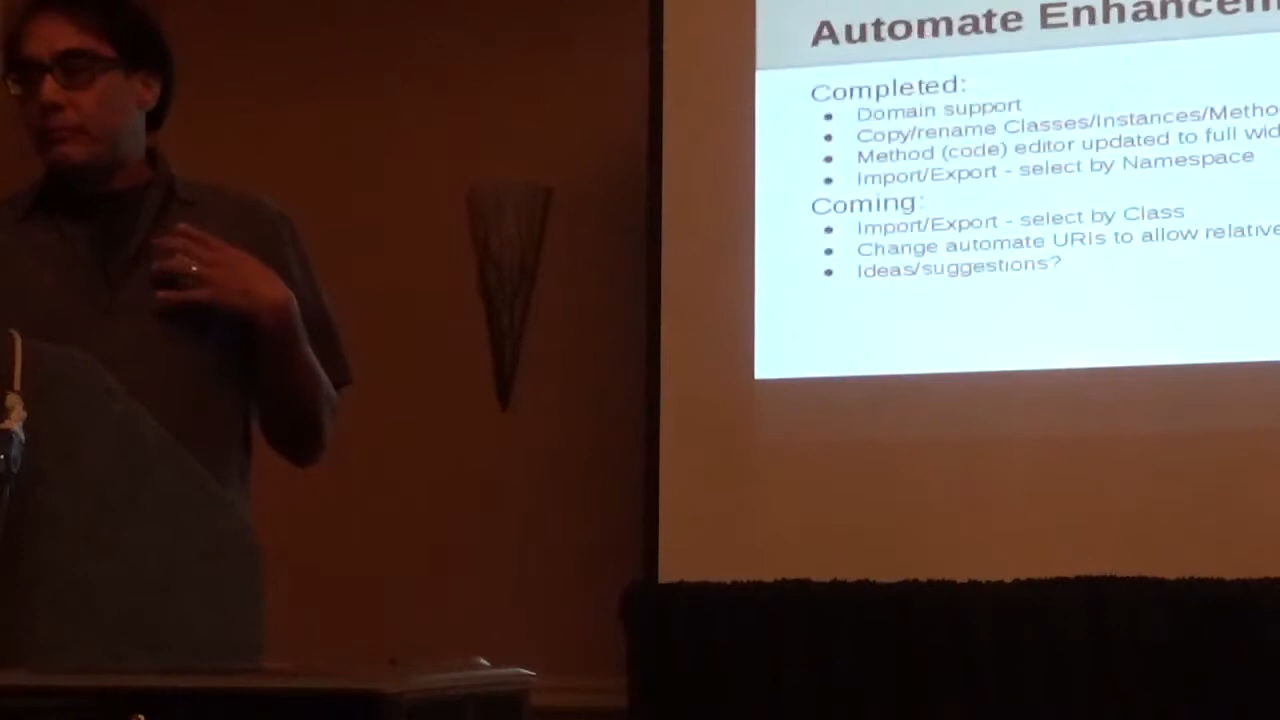 Automate Enhancem
Completed:
• Domain support
• Copy/rename Classes/Instances/Metho
• Method (code) editor updated to full wid
• Import/Export - select by Namespace
Coming:
• Import/Export - select by Class
• Change automate URIs to allow relative
• Ideas/suggestions?